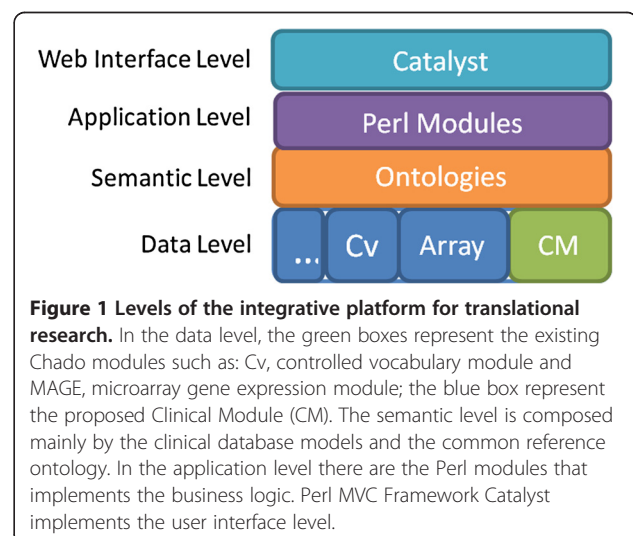 Web Interface Level Catalyst
Application Level Perl Modules
Semantic Level Ontologies
Data Level ... Cv Array CM
Figure 1 Levels of the integrative platform for translational
research. In the data level, the green boxes represent the existing
Chado modules such as: Cv, controlled vocabulary module and
MAGE, microarray gene expression module; the blue box represent
the proposed Clinical Module (CM). The semantic level is composed
mainly by the clinical database models and the common reference
ontology. In the application level there are the Perl modules that
implements the business logic. Perl MVC Framework Catalyst
implements the user interface level.